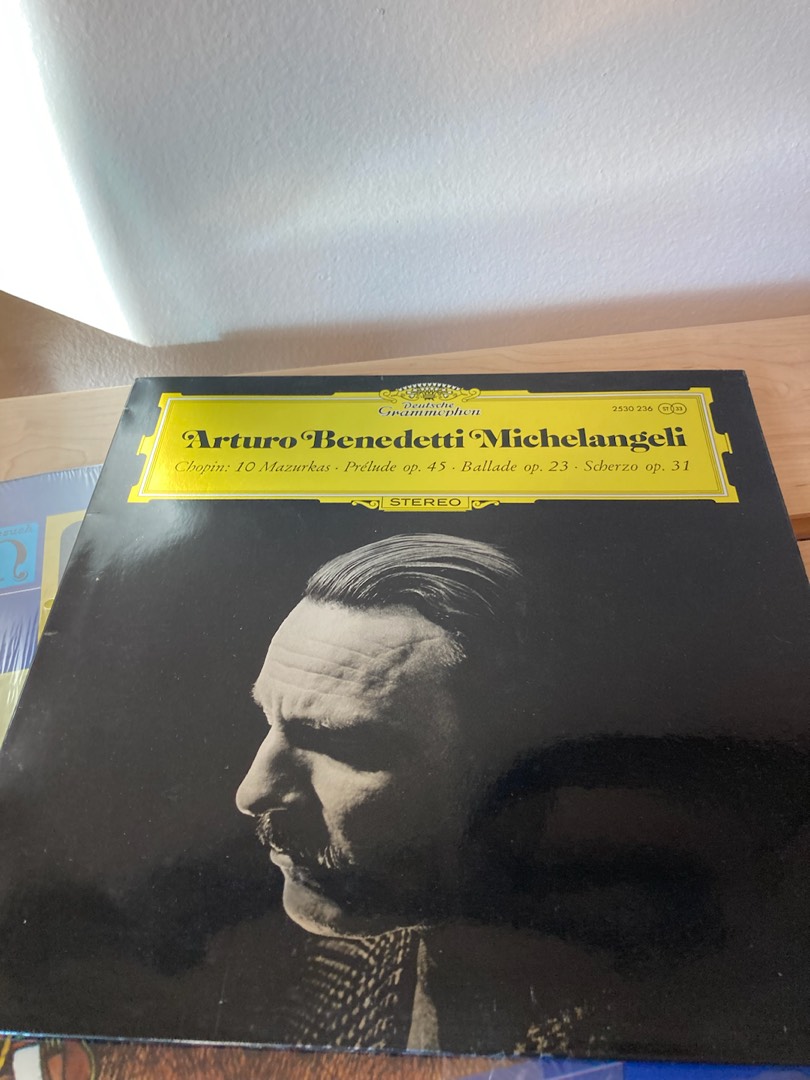 Deutsche
Grammophon
2530 236 ST 33
Arturo Benedetti Michelangeli
Chopin: 10 Mazurkas · Prélude op. 45 · Ballade op. 23 · Scherzo op. 31
STEREO